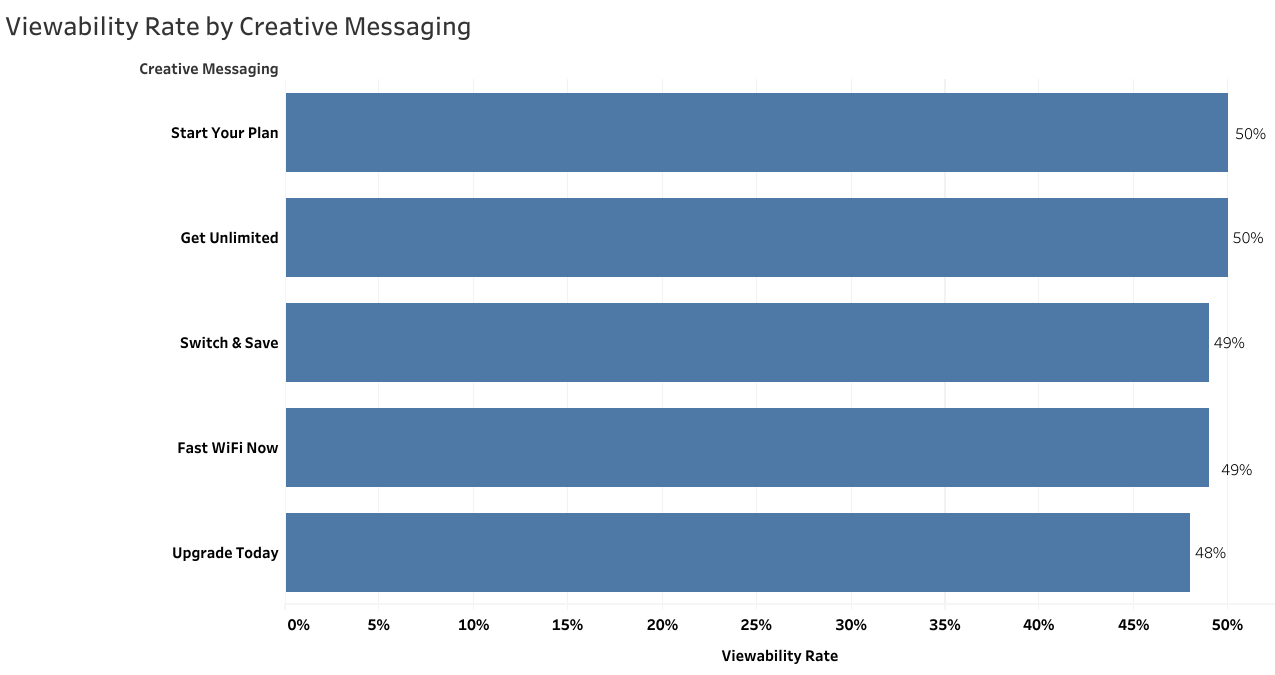 Viewability Rate by Creative Messaging
Creative Messaging
Start Your Plan 50%
Get Unlimited 50%
Switch & Save 49%
Fast WiFi Now 49%
Upgrade Today 48%
0% 5% 10% 15% 20% 25% 30% 35% 40% 45% 50%
Viewability Rate